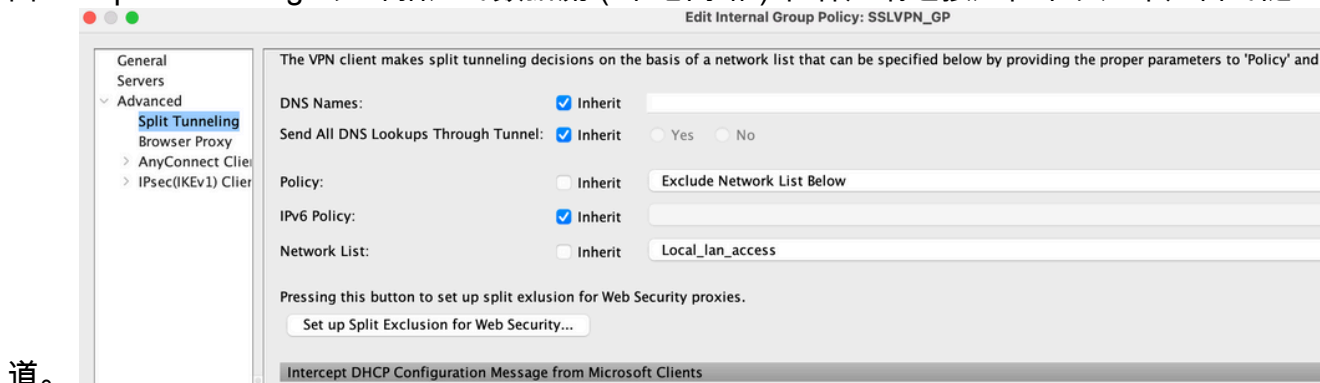 Edit Internal Group Policy: SSLVPN_GP
General
Servers
Advanced
Split Tunneling
Browser Proxy
AnyConnect Clie
IPsec(IKEv1) Clier
The VPN client makes split tunneling decisions on the basis of a network list that can be specified below by providing the proper parameters to 'Policy' and
DNS Names: Inherit
Send All DNS Lookups Through Tunnel: Inherit Yes No
Policy: Inherit Exclude Network List Below
IPv6 Policy: Inherit
Network List: Inherit Local_lan_access
Pressing this button to set up split exlusion for Web Security proxies.
Set up Split Exclusion for Web Security...
Intercept DHCP Configuration Message from Microsoft Clients
道。